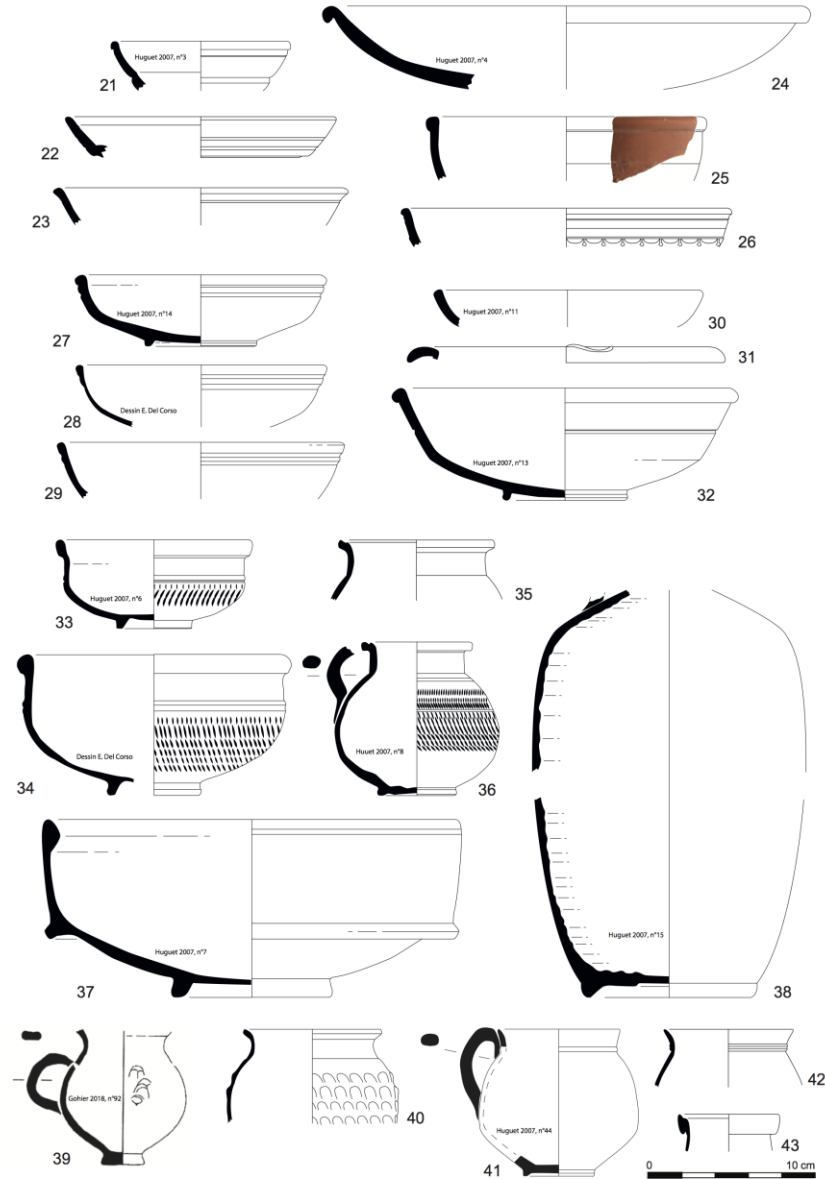 Huguet 2007, n°3
21
Huguet 2007, n°4
24
22
25
23
26
Huguet 2007, n°14
27
Huguet 2007, n°11
30
31
Dessin E. Del Corso
28
29
Huguet 2007, n°13
32
Huguet 2007, n°6
33
35
Dessin E. Del Corso
34
Huuet 2007, n°8
36
Huguet 2007, n°7
37
Huguet 2007, n°15
38
Gohier 2018, n°92
39
40
Huguet 2007, n°44
41
42
43
0 10 cm